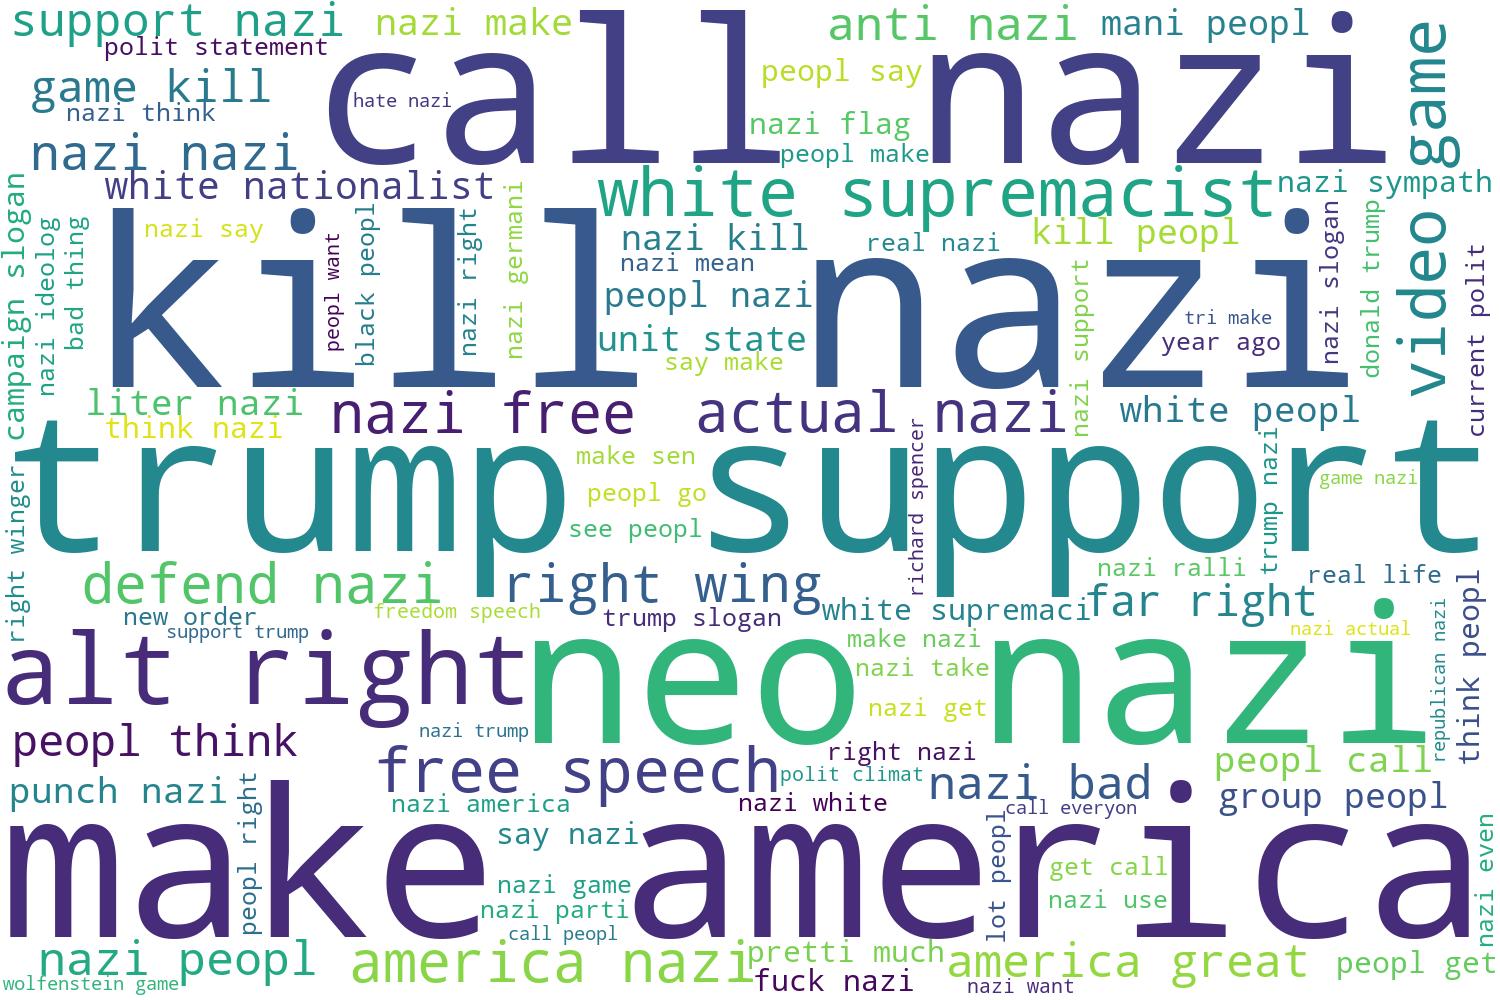 support nazi
nazi make
call nazi
anti nazi
mani peopl
polit statement
game kill
hate nazi
peopl say
nazi think
nazi flag
nazi nazi
peopl make
video game
white nationalist
white supremacist
nazi sympath
campaign slogan
nazi ideolog
bad thing
nazi say
kill nazi
peopl want
black peopl
nazi right
nazi germani
nazi kill
real nazi
kill peopl
nazi mean
peopl nazi
unit state
say make
nazi support
tri make
year ago
nazi slogan
donald trump
current polit
liter nazi
think nazi
nazi free
actual nazi
white peopl
right winger
trump support
make sen
peopl go
see peopl
richard spencer
trump nazi
game nazi
defend nazi
right wing
nazi ralli
real life
new order
support trump
freedom speech
trump slogan
white supremaci
far right
nazi actual
republican nazi
think peopl
alt right
neo nazi
make nazi
nazi take
nazi get
peopl think
nazi trump
right nazi
free speech
polit climat
nazi bad
peopl call
group peopl
punch nazi
peopl right
nazi america
nazi white
call everyon
lot peopl
make america
say nazi
nazi game
nazi parti
call peopl
get call
nazi use
nazi even
nazi peopl
america nazi
pretti much
america great
peopl get
wolfenstein game
fuck nazi
nazi want